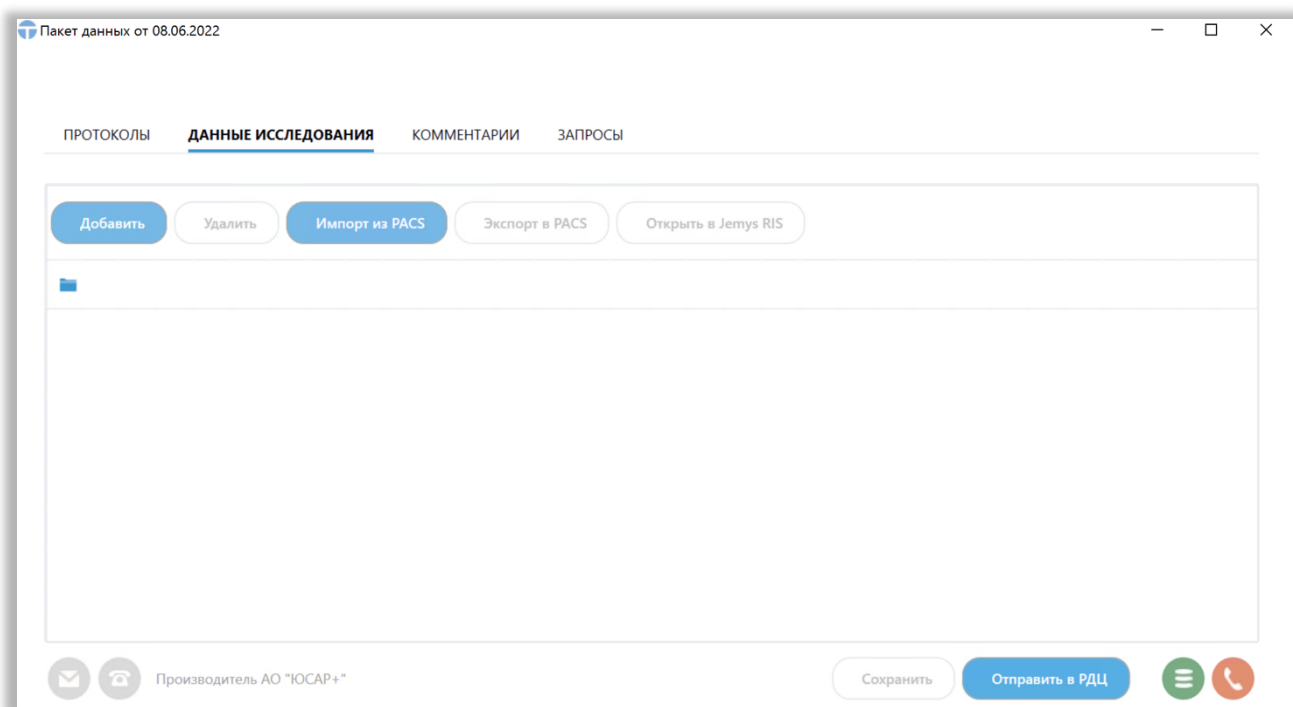 Пакет данных от 08.06.2022
ПРОТОКОЛЫ ДАННЫЕ ИССЛЕДОВАНИЯ КОММЕНТАРИИ ЗАПРОСЫ
Добавить Удалить Импорт из PACS Экспорт в PACS Открыть в Jemys RIS
Производитель АО "ЮСАР+" Сохранить Отправить в РДЦ